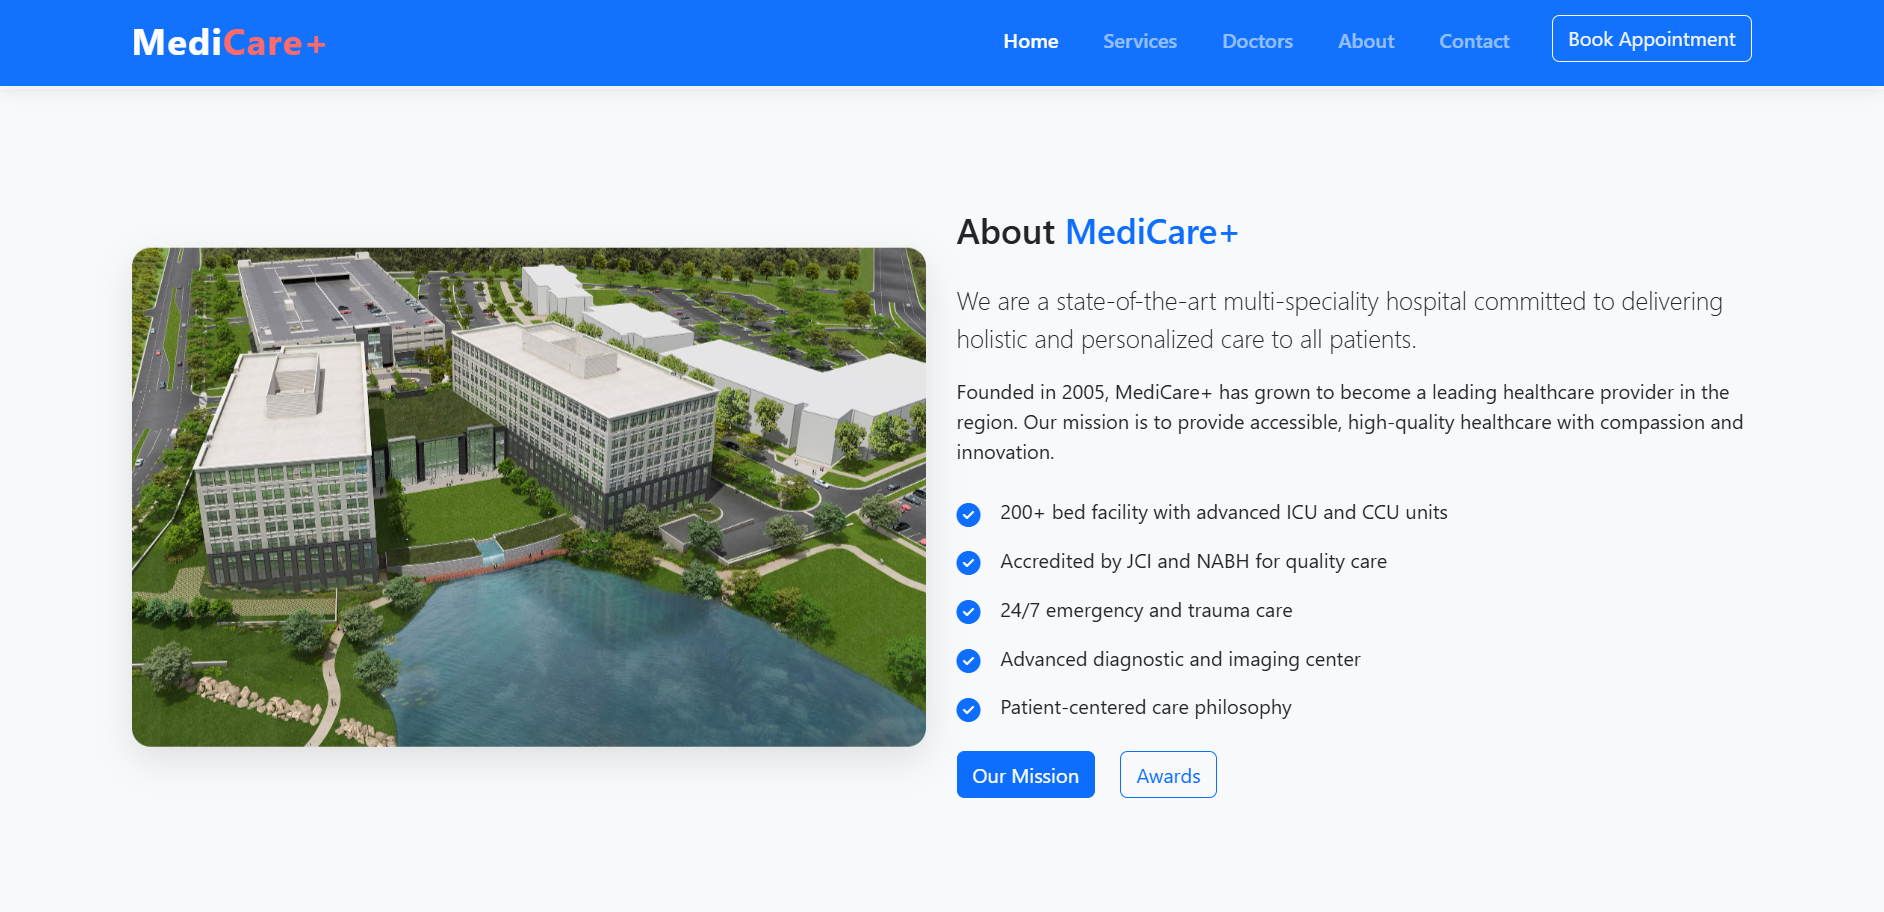 MediCare+
Home
Services
Doctors
About
Contact
Book Appointment
About MediCare+
We are a state-of-the-art multi-speciality hospital committed to delivering
holistic and personalized care to all patients.
Founded in 2005, MediCare+ has grown to become a leading healthcare provider in the
region. Our mission is to provide accessible, high-quality healthcare with compassion and
innovation.
200+ bed facility with advanced ICU and CCU units
Accredited by JCI and NABH for quality care
24/7 emergency and trauma care
Advanced diagnostic and imaging center
Patient-centered care philosophy
Our Mission
Awards